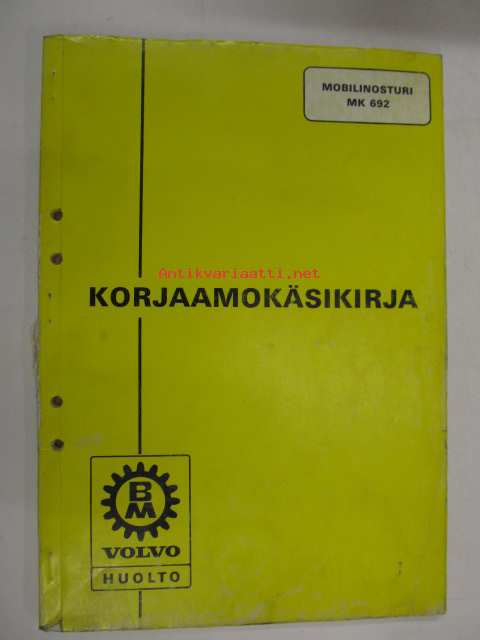 MOBILINOSTURI
MK 692
Antikvariaatti.net
KORJAAMOKÄSIKIRJA
BM
VOLVO
HUOLTO